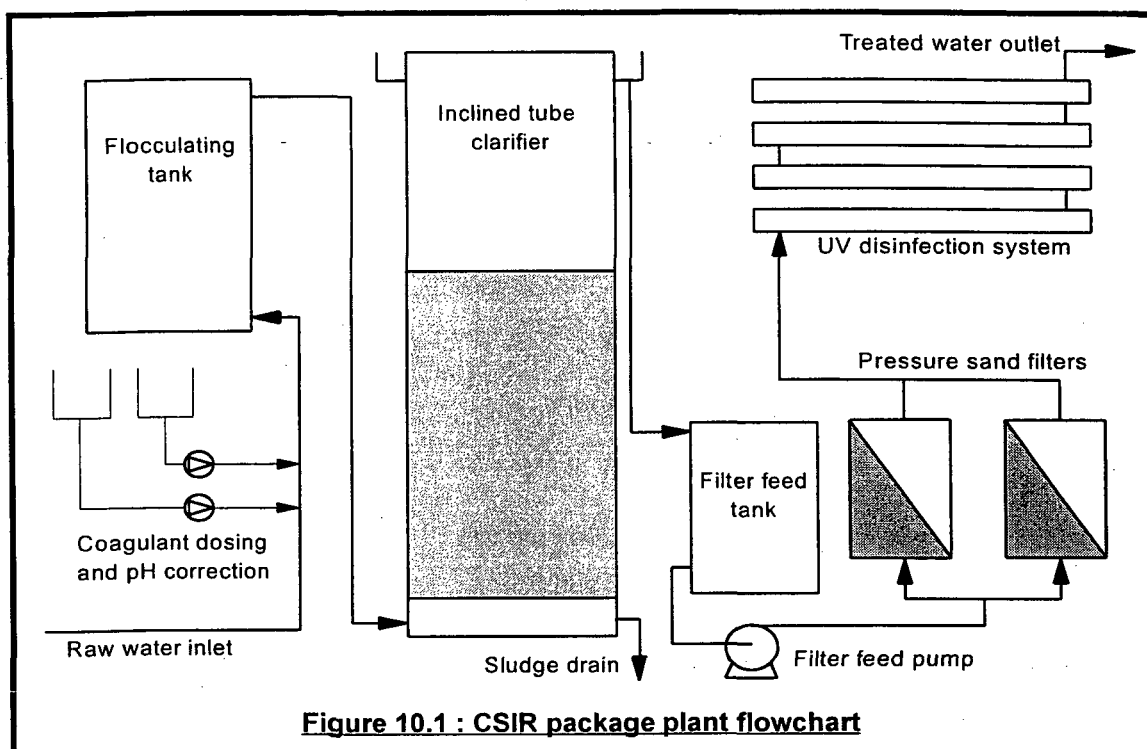 Treated water outlet
Inclined tube
clarifier
Flocculating
tank
UV disinfection system
Pressure sand filters
Filter feed
tank
Coagulant dosing
and pH correction
Raw water inlet
Sludge drain
Filter feed pump
Figure 10.1 : CSIR package plant flowchart